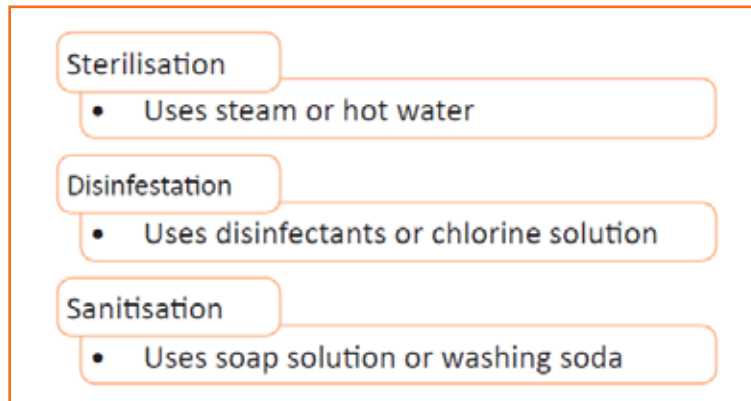 Sterilisation
• Uses steam or hot water
Disinfestation
• Uses disinfectants or chlorine solution
Sanitisation
• Uses soap solution or washing soda